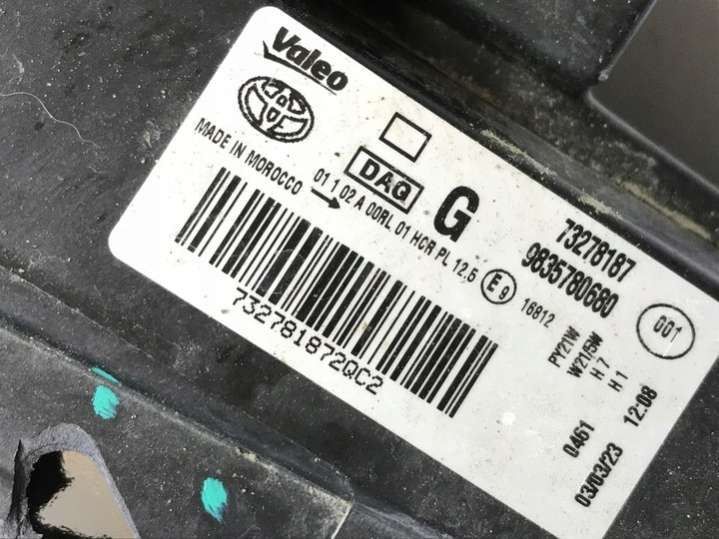 Valeo
MADE IN MOROCCO
DAQ
G
01 1 02 A 00RL 01 HCR PL 12.5
E9
16812
732781872QC2
73278187
9835780680
001
PY21W
W21/5W
H7
H1
0461
03/03/23 12:08